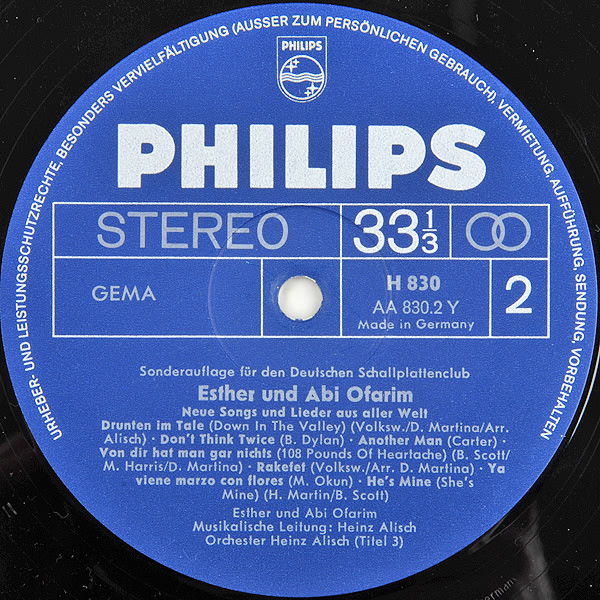 URHEBER- UND LEISTUNGSSCHUTZRECHTE, BESONDERS VERVIELFÄLTIGUNG (AUSSER ZUM PERSÖNLICHEN GEBRAUCH), VERMIETUNG, AUFFÜHRUNG, SENDUNG, VORBEHALTEN
PHILIPS
PHILIPS
STEREO 33 1/3
GEMA H 830 2
AA 830.2 Y
Made in Germany
Sonderauflage für den Deutschen Schallplattenclub
Esther und Abi Ofarim
Neue Songs und Lieder aus aller Welt
Drunten im Tale (Down In The Valley) (Volksw./D. Martina/Arr.
Alisch) · Don't Think Twice (B. Dylan) · Another Man (Carter) ·
Von dir hat man gar nichts (108 Pounds Of Heartache) (B. Scott/
M. Harris/D. Martina) · Rakefet (Volksw./Arr. D. Martina) · Ya
viene marzo con flores (M. Okun) · He's Mine (She's
Mine) (H. Martin/B. Scott)
Esther und Abi Ofarim
Musikalische Leitung: Heinz Alisch
Orchester Heinz Alisch (Titel 3)